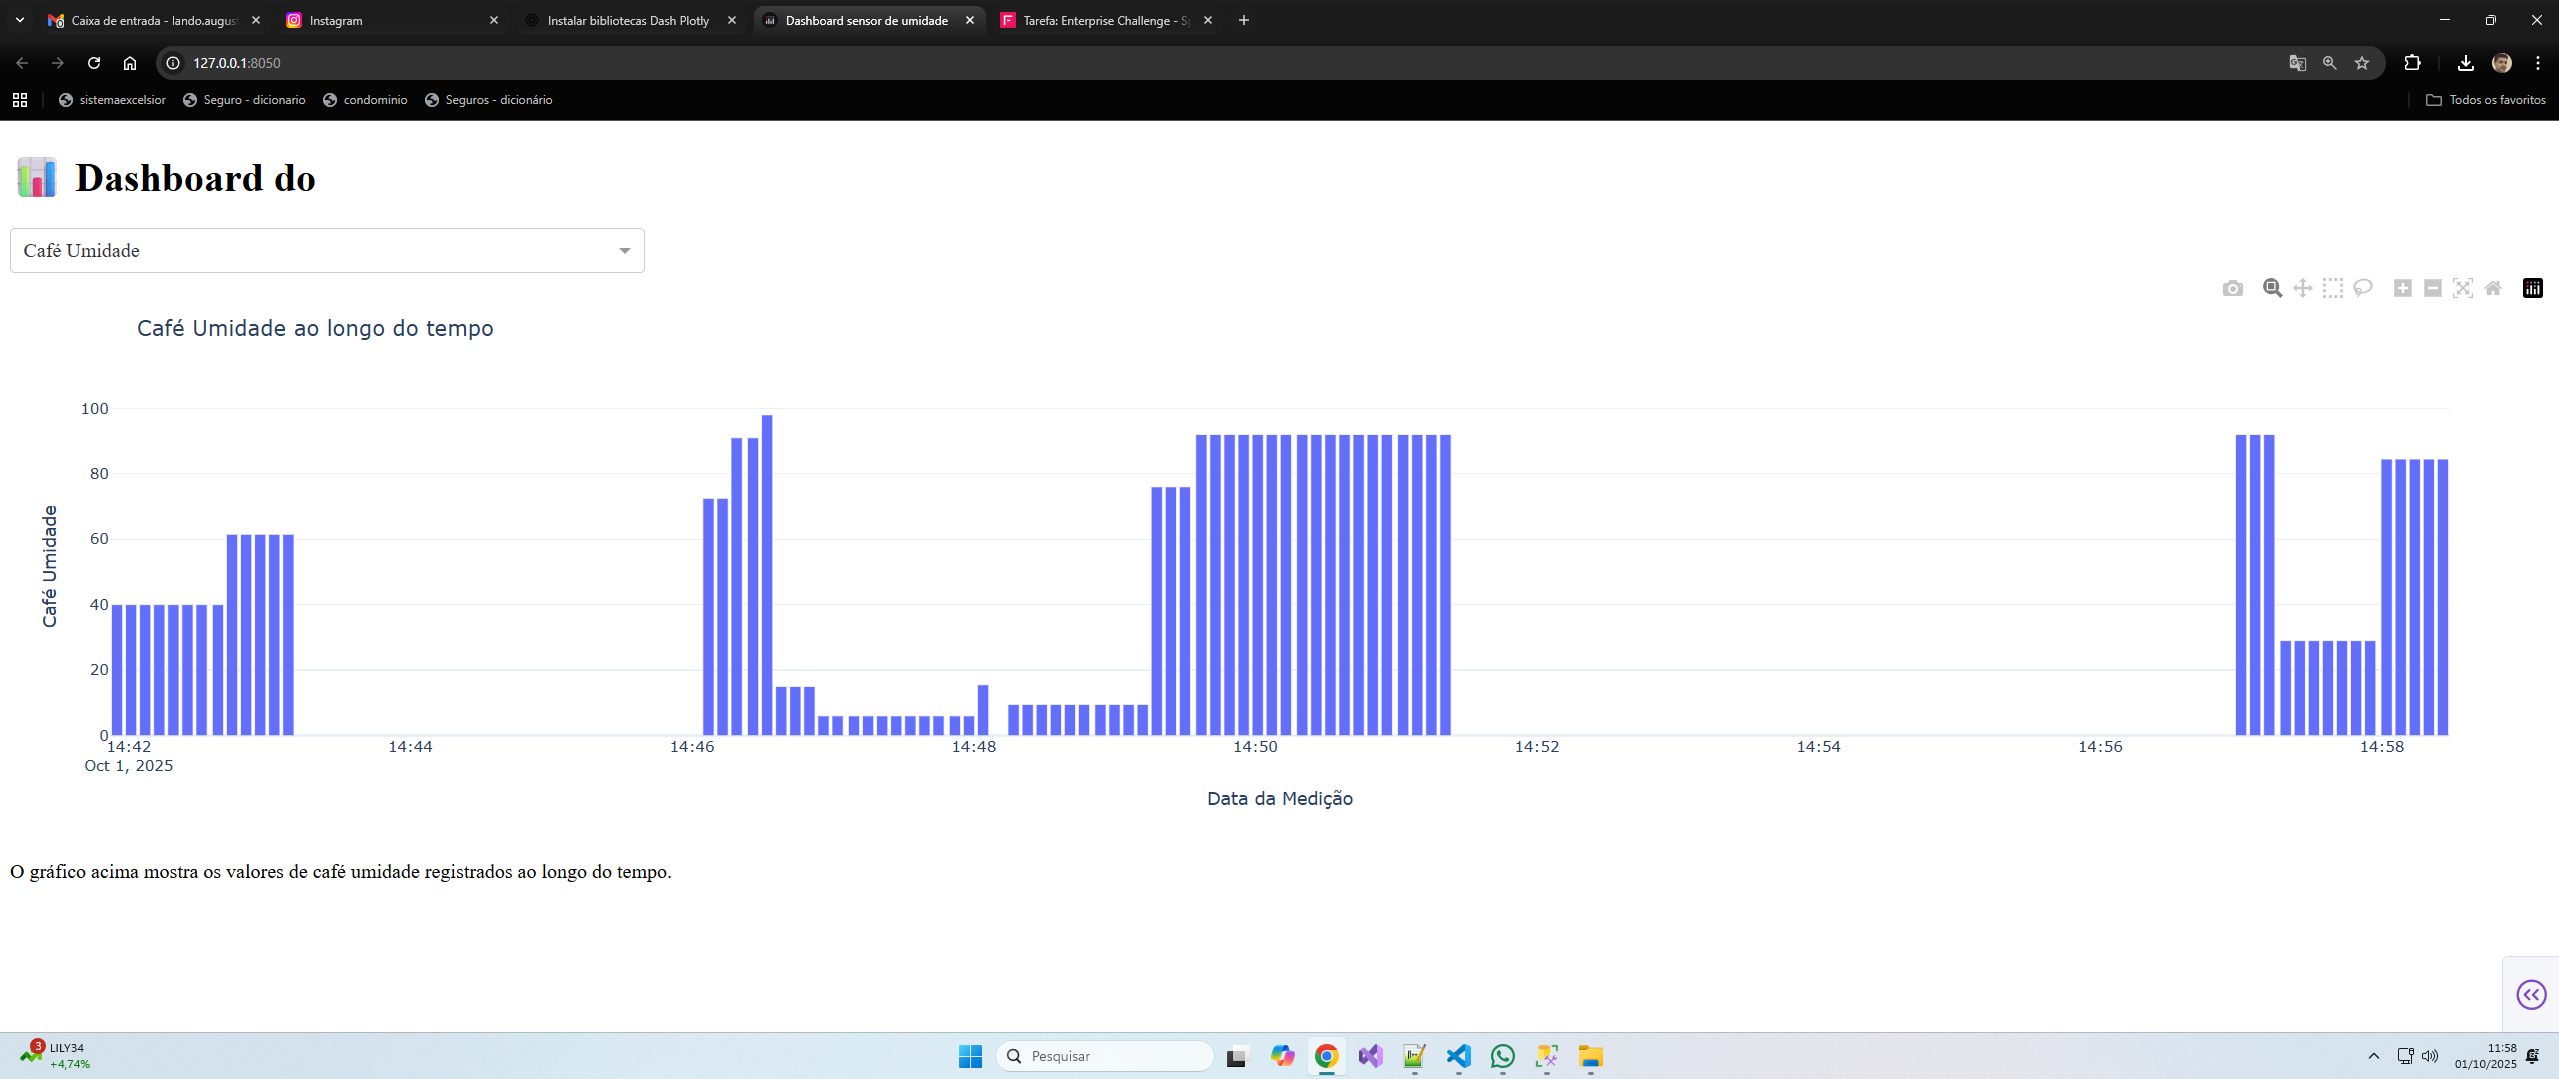 Caixa de entrada - lando.augus
Instagram
Instalar bibliotecas Dash Plotly
Dashboard sensor de umidade
Tarefa: Enterprise Challenge - S
127.0.0.1:8050
sistemaexcelsior
Seguro - dicionario
condominio
Seguros - dicionário
Todos os favoritos
Dashboard do
Café Umidade
Café Umidade ao longo do tempo
100
80
60
40
20
0
Café Umidade
14:42
14:44
14:46
14:48
14:50
14:52
14:54
14:56
14:58
Oct 1, 2025
Data da Medição
O gráfico acima mostra os valores de café umidade registrados ao longo do tempo.
3
LILY34
+4,74%
Pesquisar
11:58
01/10/2025